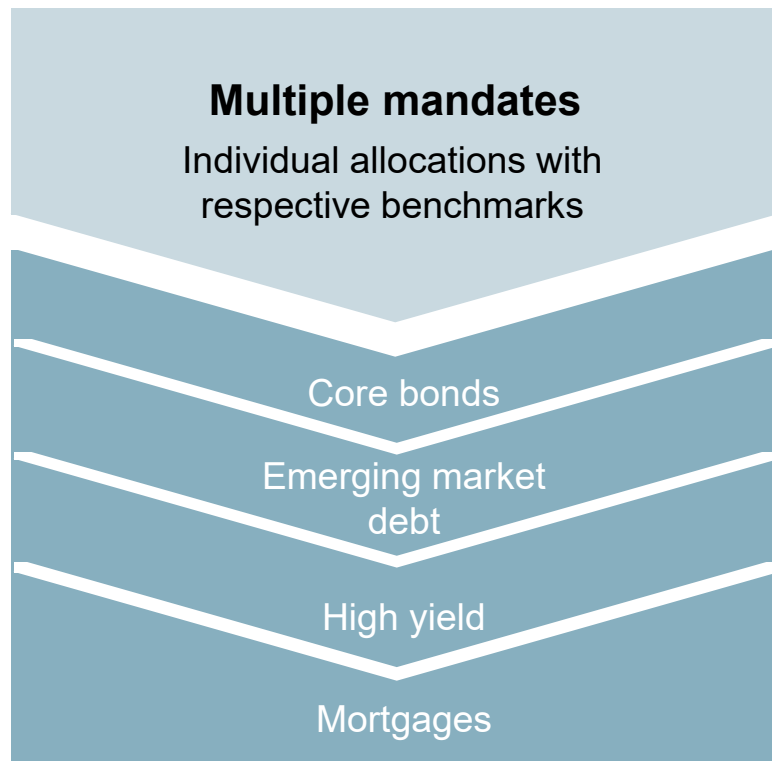 Multiple mandates
Individual allocations with
respective benchmarks
Core bonds
Emerging market
debt
High yield
Mortgages